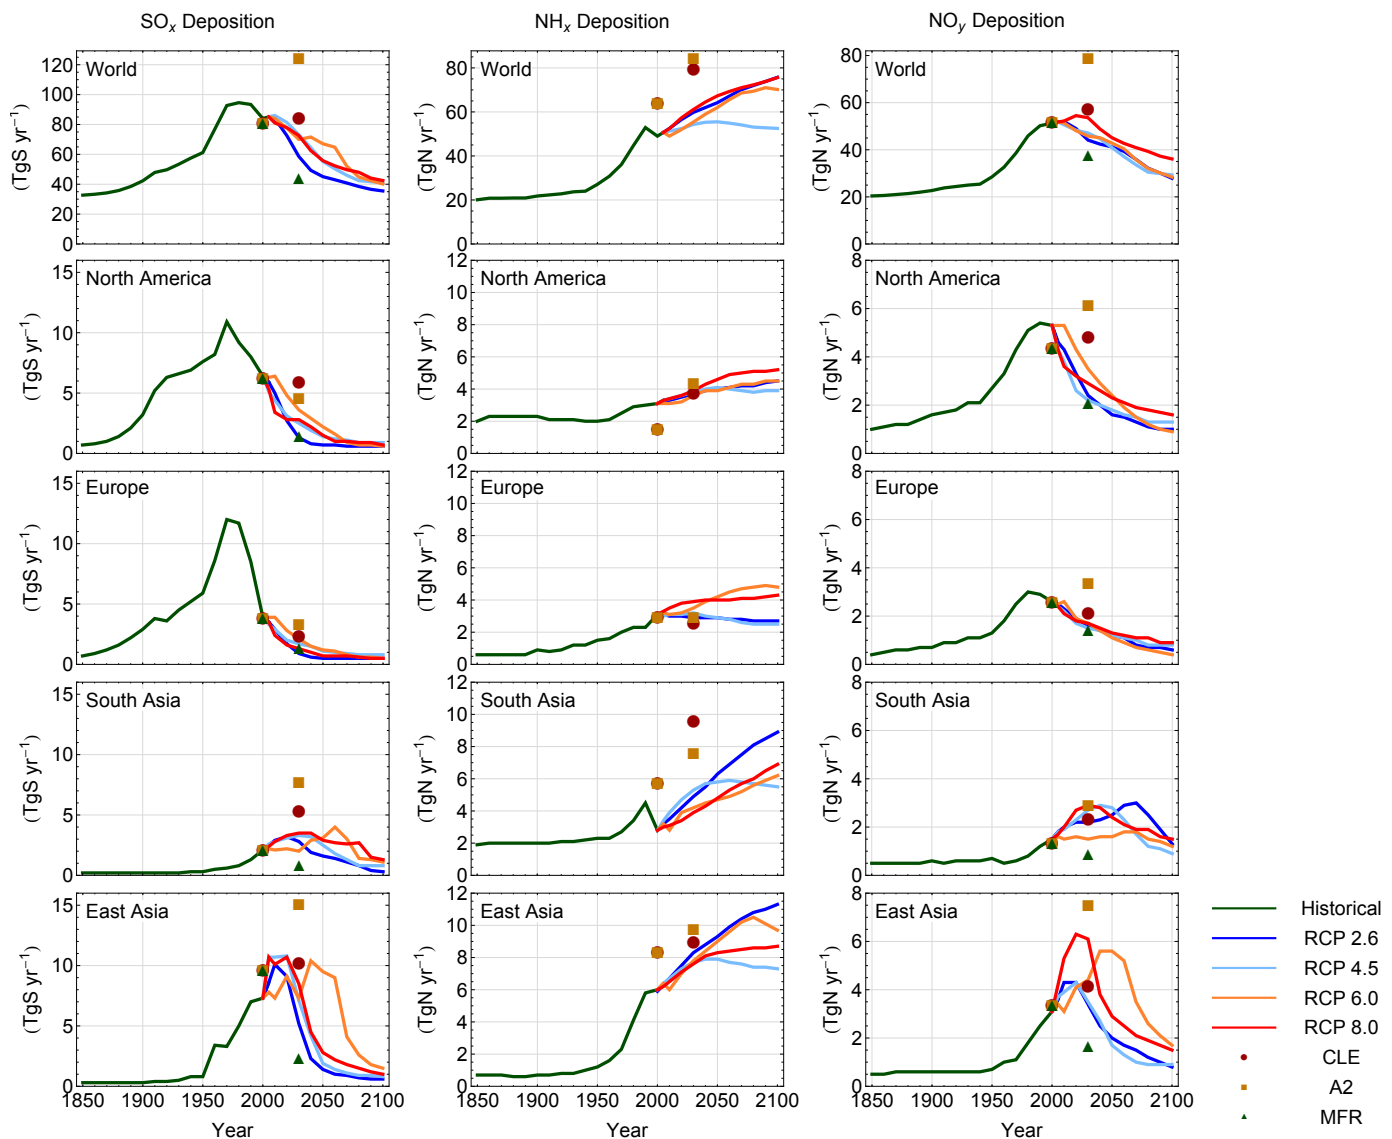 SOx Deposition
NHx Deposition
NOy Deposition
World
(TgS yr−1)
120
100
80
60
40
20
0
World
(TgN yr−1)
80
60
40
20
0
World
(TgN yr−1)
80
60
40
20
0
North America
(TgS yr−1)
15
10
5
0
North America
(TgN yr−1)
12
10
8
6
4
2
0
North America
(TgN yr−1)
8
6
4
2
0
Europe
(TgS yr−1)
15
10
5
0
Europe
(TgN yr−1)
12
10
8
6
4
2
0
Europe
(TgN yr−1)
8
6
4
2
0
South Asia
(TgS yr−1)
15
10
5
0
South Asia
(TgN yr−1)
12
10
8
6
4
2
0
South Asia
(TgN yr−1)
8
6
4
2
0
East Asia
(TgS yr−1)
15
10
5
0
1850 1900 1950 2000 2050 2100
Year
East Asia
(TgN yr−1)
12
10
8
6
4
2
0
1850 1900 1950 2000 2050 2100
Year
East Asia
(TgN yr−1)
8
6
4
2
0
1850 1900 1950 2000 2050 2100
Year
Historical
RCP 2.6
RCP 4.5
RCP 6.0
RCP 8.0
CLE
A2
MFR